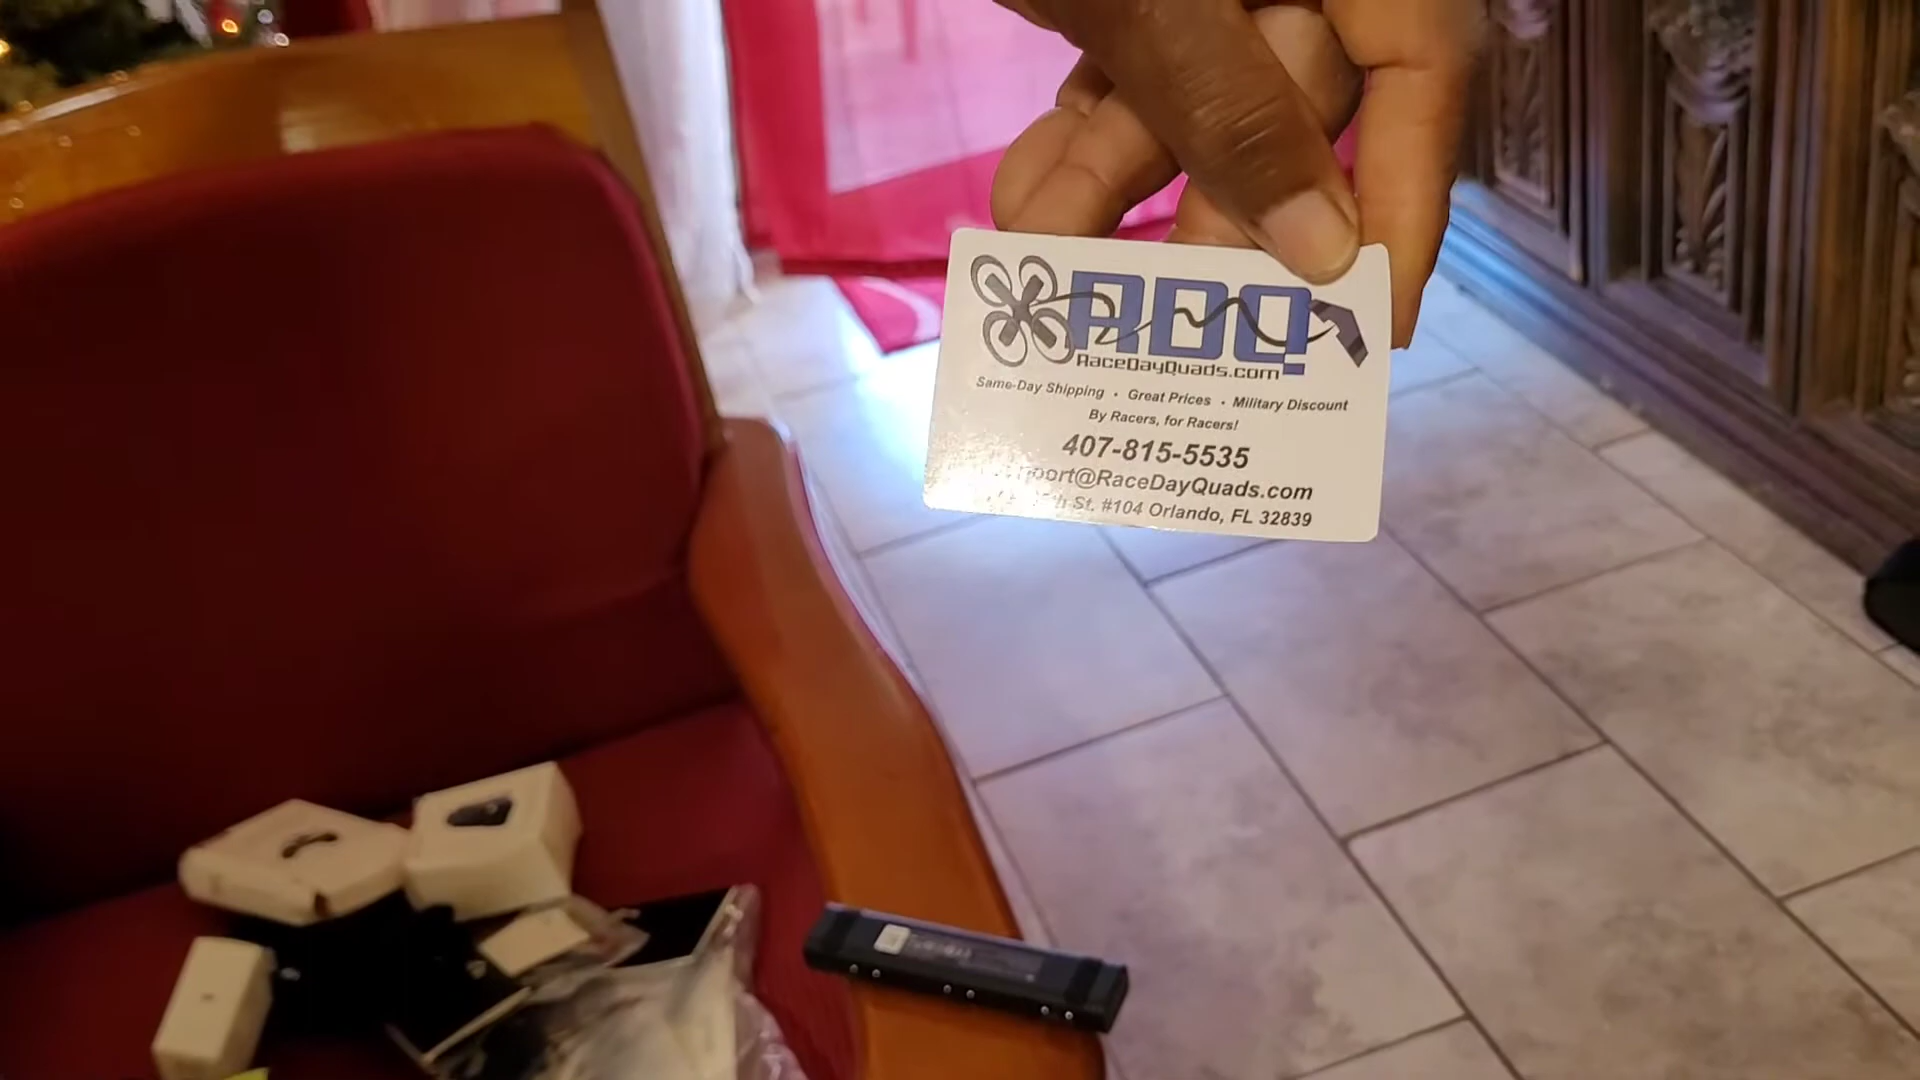 RDQ
RaceDayQuads.com
Same-Day Shipping · Great Prices · Military Discount
By Racers, for Racers!
407-815-5535
pport@RaceDayQuads.com
St. #104 Orlando, FL 32839